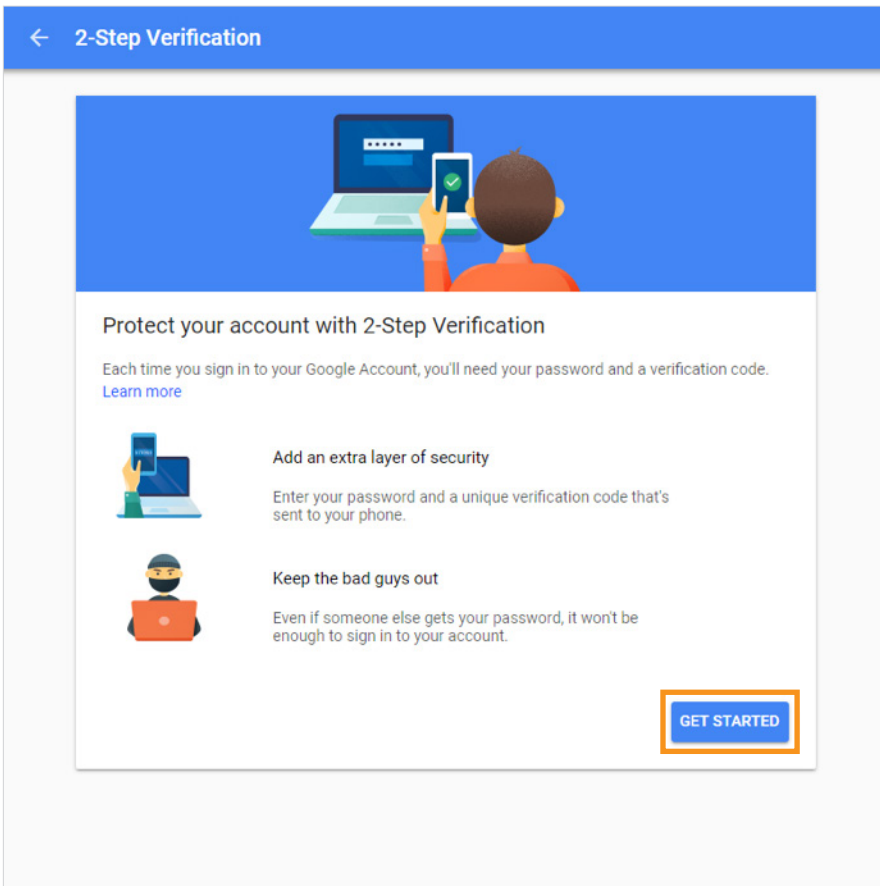 2-Step Verification
Protect your account with 2-Step Verification
Each time you sign in to your Google Account, you'll need your password and a verification code.
Learn more
Add an extra layer of security
Enter your password and a unique verification code that's
sent to your phone.
Keep the bad guys out
Even if someone else gets your password, it won't be
enough to sign in to your account.
GET STARTED